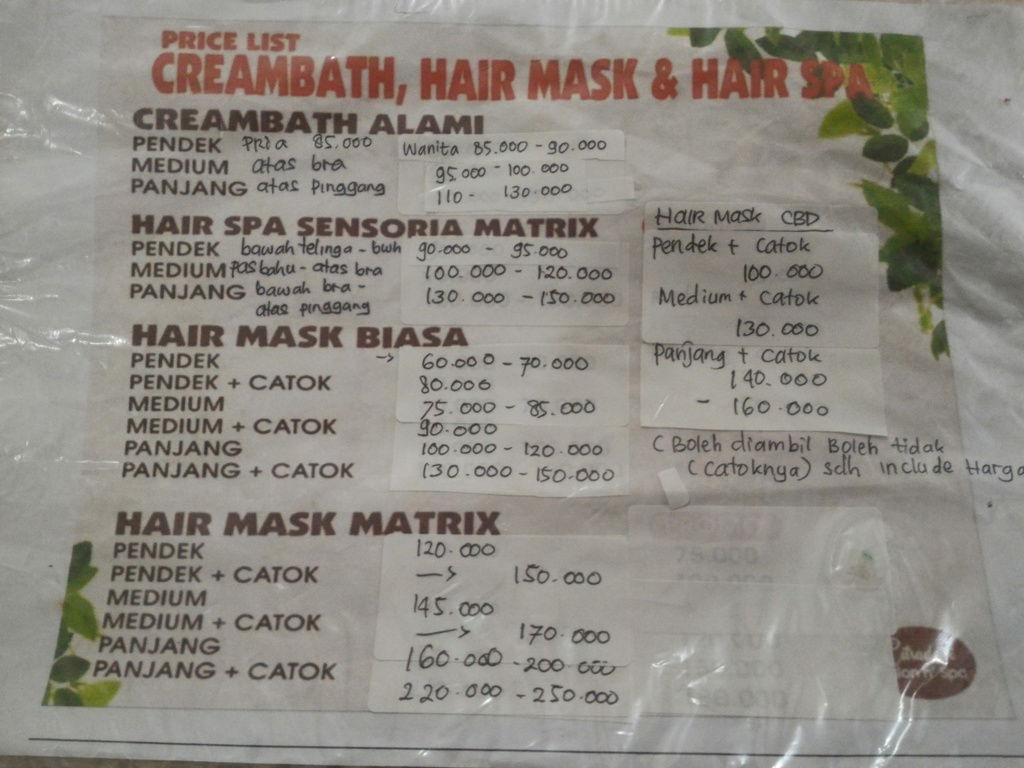 PRICE LIST
CREAMBATH, HAIR MASK & HAIR SPA
CREAMBATH ALAMI
PENDEK Pria 85.000 Wanita 85.000 - 90.000
MEDIUM atas bra 95.000 - 100.000
PANJANG atas pinggang 110 - 130.000
HAIR SPA SENSORIA MATRIX
PENDEK bawah telinga - bwh 90.000 - 95.000
MEDIUM pas bahu - atas bra 100.000 - 120.000
PANJANG bawah bra - 130.000 - 150.000
atas pinggang
HAIR MASK BIASA
PENDEK -> 60.000 - 70.000
PENDEK + CATOK 80.000
MEDIUM 75.000 - 85.000
MEDIUM + CATOK 90.000
PANJANG 100.000 - 120.000
PANJANG + CATOK 130.000 - 150.000
Hair Mask CBD
Pendek + Catok
100.000
Medium + Catok
130.000
Panjang + Catok
140.000
- 160.000
( Boleh diambil Boleh tidak
( Catoknya) sdh include Harga
HAIR MASK MATRIX
PENDEK 120.000
PENDEK + CATOK -> 150.000
MEDIUM 145.000
MEDIUM + CATOK -> 170.000
PANJANG 160.000 - 200.000
PANJANG + CATOK 220.000 - 250.000
75.000
Spa